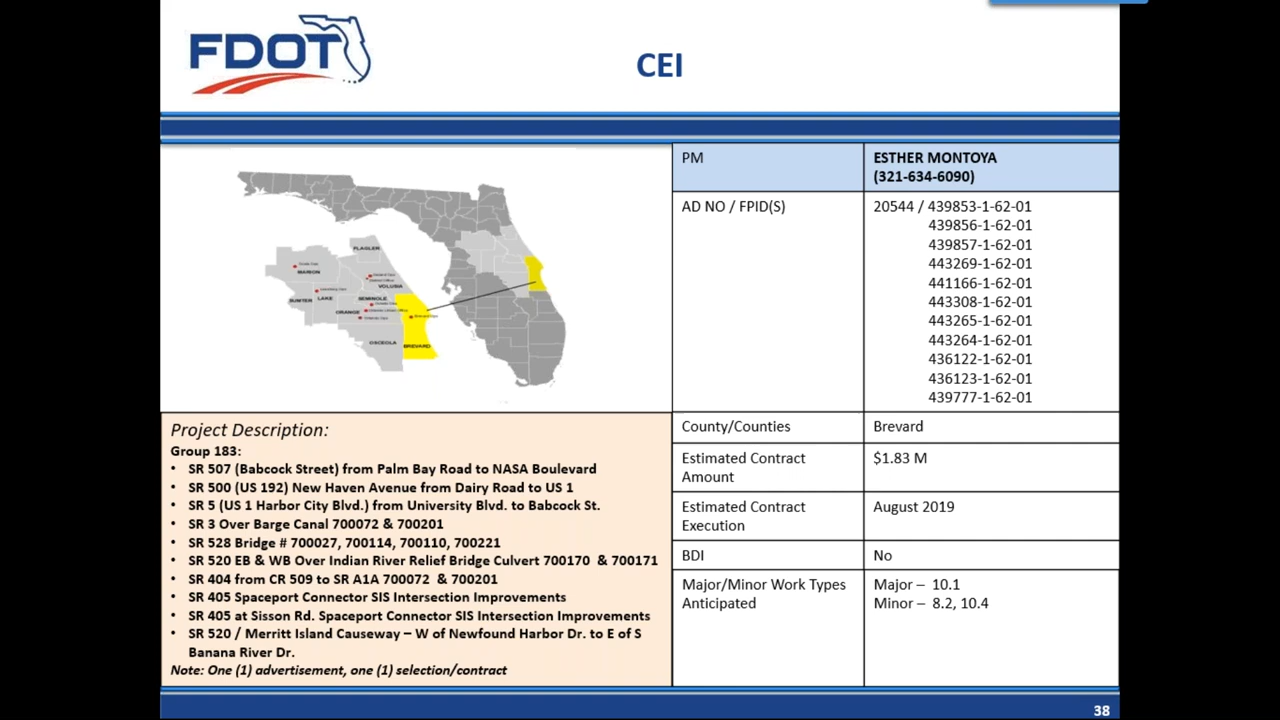 FDOT
CEI
FLAGLER
MARION
VOLUSIA
SUMTER
LAKE
SEMINOLE
ORANGE
OSCEOLA
BREVARD
PM
ESTHER MONTOYA
(321-634-6090)
AD NO / FPID(S)
20544 / 439853-1-62-01
439856-1-62-01
439857-1-62-01
443269-1-62-01
441166-1-62-01
443308-1-62-01
443265-1-62-01
443264-1-62-01
436122-1-62-01
436123-1-62-01
439777-1-62-01
County/Counties
Brevard
Estimated Contract
Amount
$1.83 M
Estimated Contract
Execution
August 2019
BDI
No
Major/Minor Work Types
Anticipated
Major – 10.1
Minor – 8.2, 10.4
Project Description:
Group 183:
• SR 507 (Babcock Street) from Palm Bay Road to NASA Boulevard
• SR 500 (US 192) New Haven Avenue from Dairy Road to US 1
• SR 5 (US 1 Harbor City Blvd.) from University Blvd. to Babcock St.
• SR 3 Over Barge Canal 700072 & 700201
• SR 528 Bridge # 700027, 700114, 700110, 700221
• SR 520 EB & WB Over Indian River Relief Bridge Culvert 700170 & 700171
• SR 404 from CR 509 to SR A1A 700072 & 700201
• SR 405 Spaceport Connector SIS Intersection Improvements
• SR 405 at Sisson Rd. Spaceport Connector SIS Intersection Improvements
• SR 520 / Merritt Island Causeway – W of Newfound Harbor Dr. to E of S
Banana River Dr.
Note: One (1) advertisement, one (1) selection/contract
38